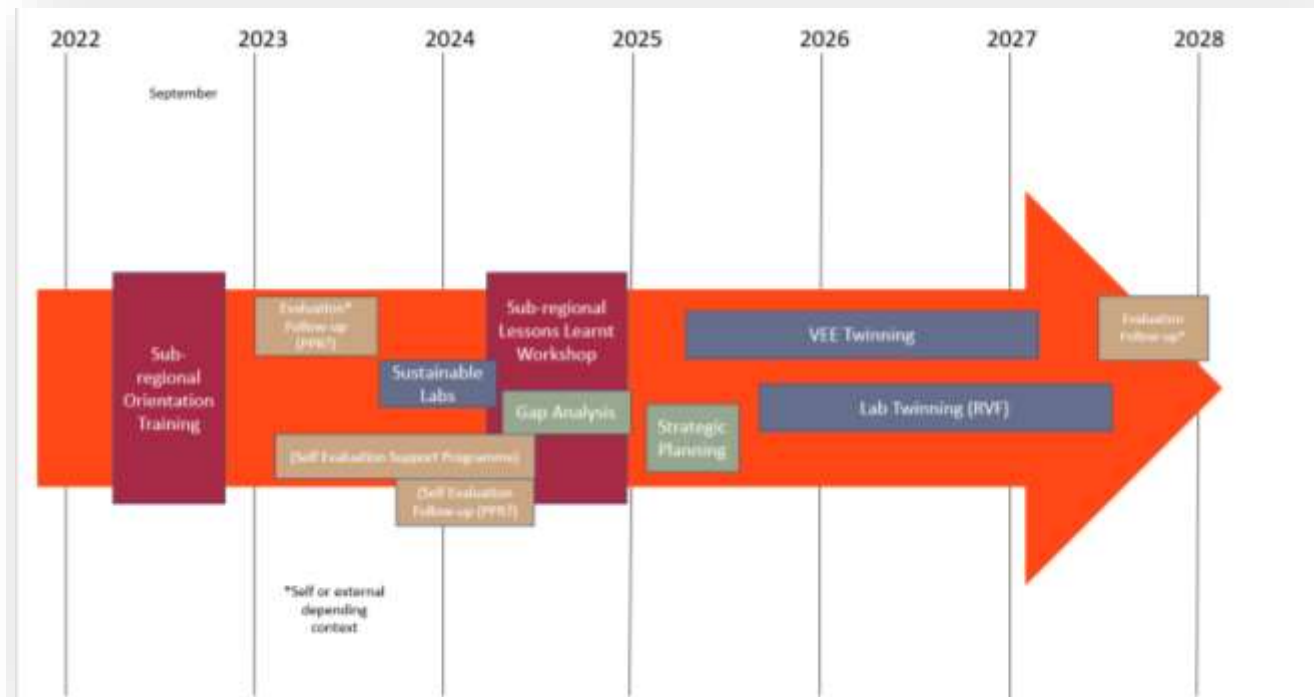 2022 2023 2024 2025 2026 2027 2028
September
Sub-
regional
Orientation
Training
Evaluation*
Follow-up
(PPR?)
Sustainable
Labs
(Self Evaluation Support Programme)
(Self Evaluation
Follow-up (PPR?)
Sub-regional
Lessons Learnt
Workshop
Gap Analysis
Strategic
Planning
VEE Twinning
Lab Twinning (RVF)
Evaluation
Follow-up*
*Self or external
depending
context